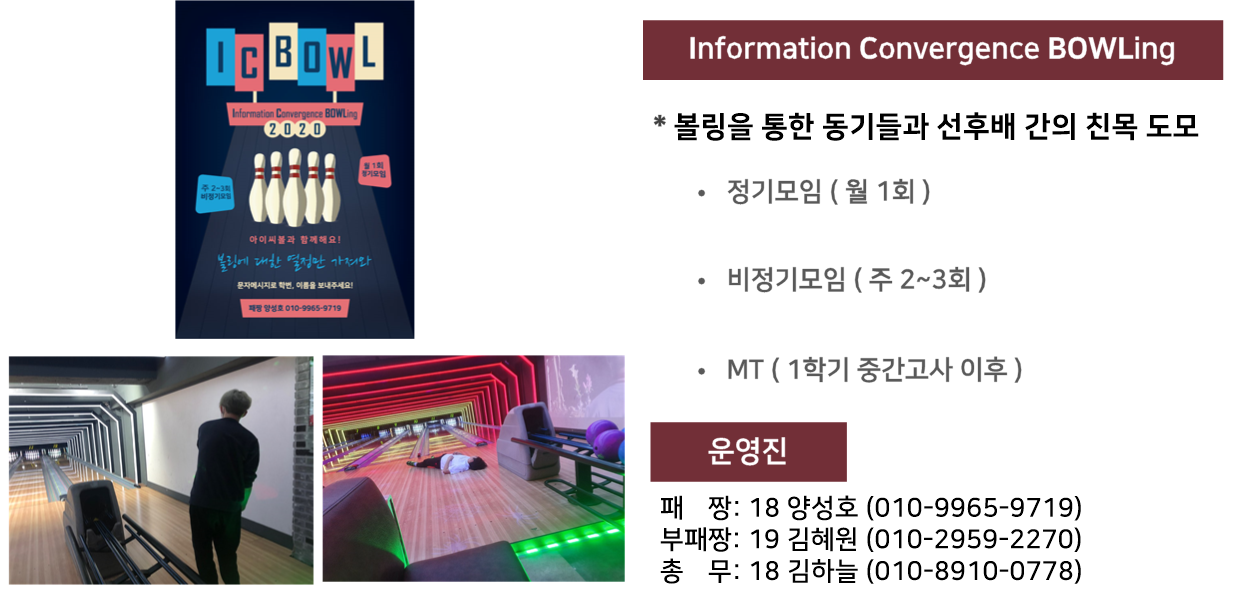 ICBOWL
Information Convergence BOWLing
2020
월 1회
정기모임
주 2~3회
비정기모임
아이씨볼과 함께해요!
볼링에 대한 열정만 가져와
문자메시지로 학번, 이름을 보내주세요!
패짱 양성호 010-9965-9719
Information Convergence BOWLing
* 볼링을 통한 동기들과 선후배 간의 친목 도모
• 정기모임 ( 월 1회 )
• 비정기모임 ( 주 2~3회 )
• MT ( 1학기 중간고사 이후 )
운영진
패 짱: 18 양성호 (010-9965-9719)
부패짱: 19 김혜원 (010-2959-2270)
총 무: 18 김하늘 (010-8910-0778)